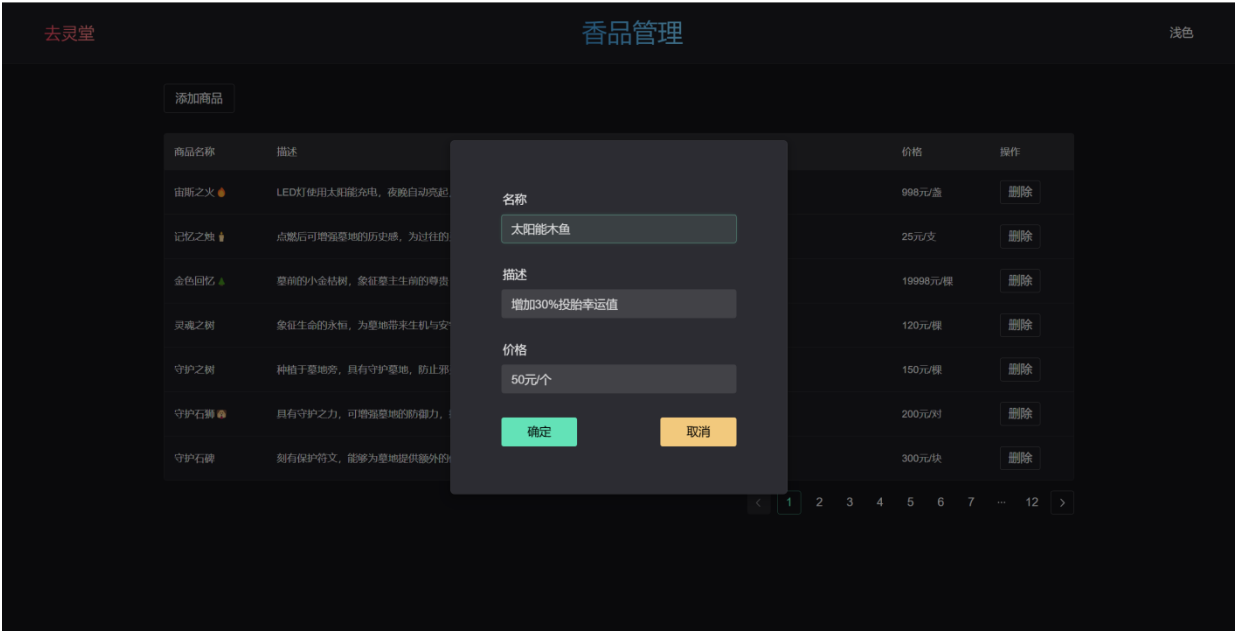 去灵堂
香品管理
浅色
添加商品
商品名称 描述 价格 操作
宙斯之火 LED灯使用太阳能充电，夜晚自动亮起， 998元/盏 删除
记忆之烛 点燃后可增强墓地的历史感，为过往的 25元/支 删除
金色回忆 墓前的小金桔树，象征墓主生前的尊贵 19998元/棵 删除
灵魂之树 象征生命的永恒，为墓地带来生机与安 120元/棵 删除
守护之树 种植于墓地旁，具有守护墓地，防止邪 150元/棵 删除
守护石狮 具有守护之力，可增强墓地的防御力， 200元/对 删除
守护石碑 刻有保护符文，能够为墓地提供额外的 300元/块 删除
名称
太阳能木鱼
描述
增加30%投胎幸运值
价格
50元/个
确定 取消
< 1 2 3 4 5 6 7 ··· 12 >